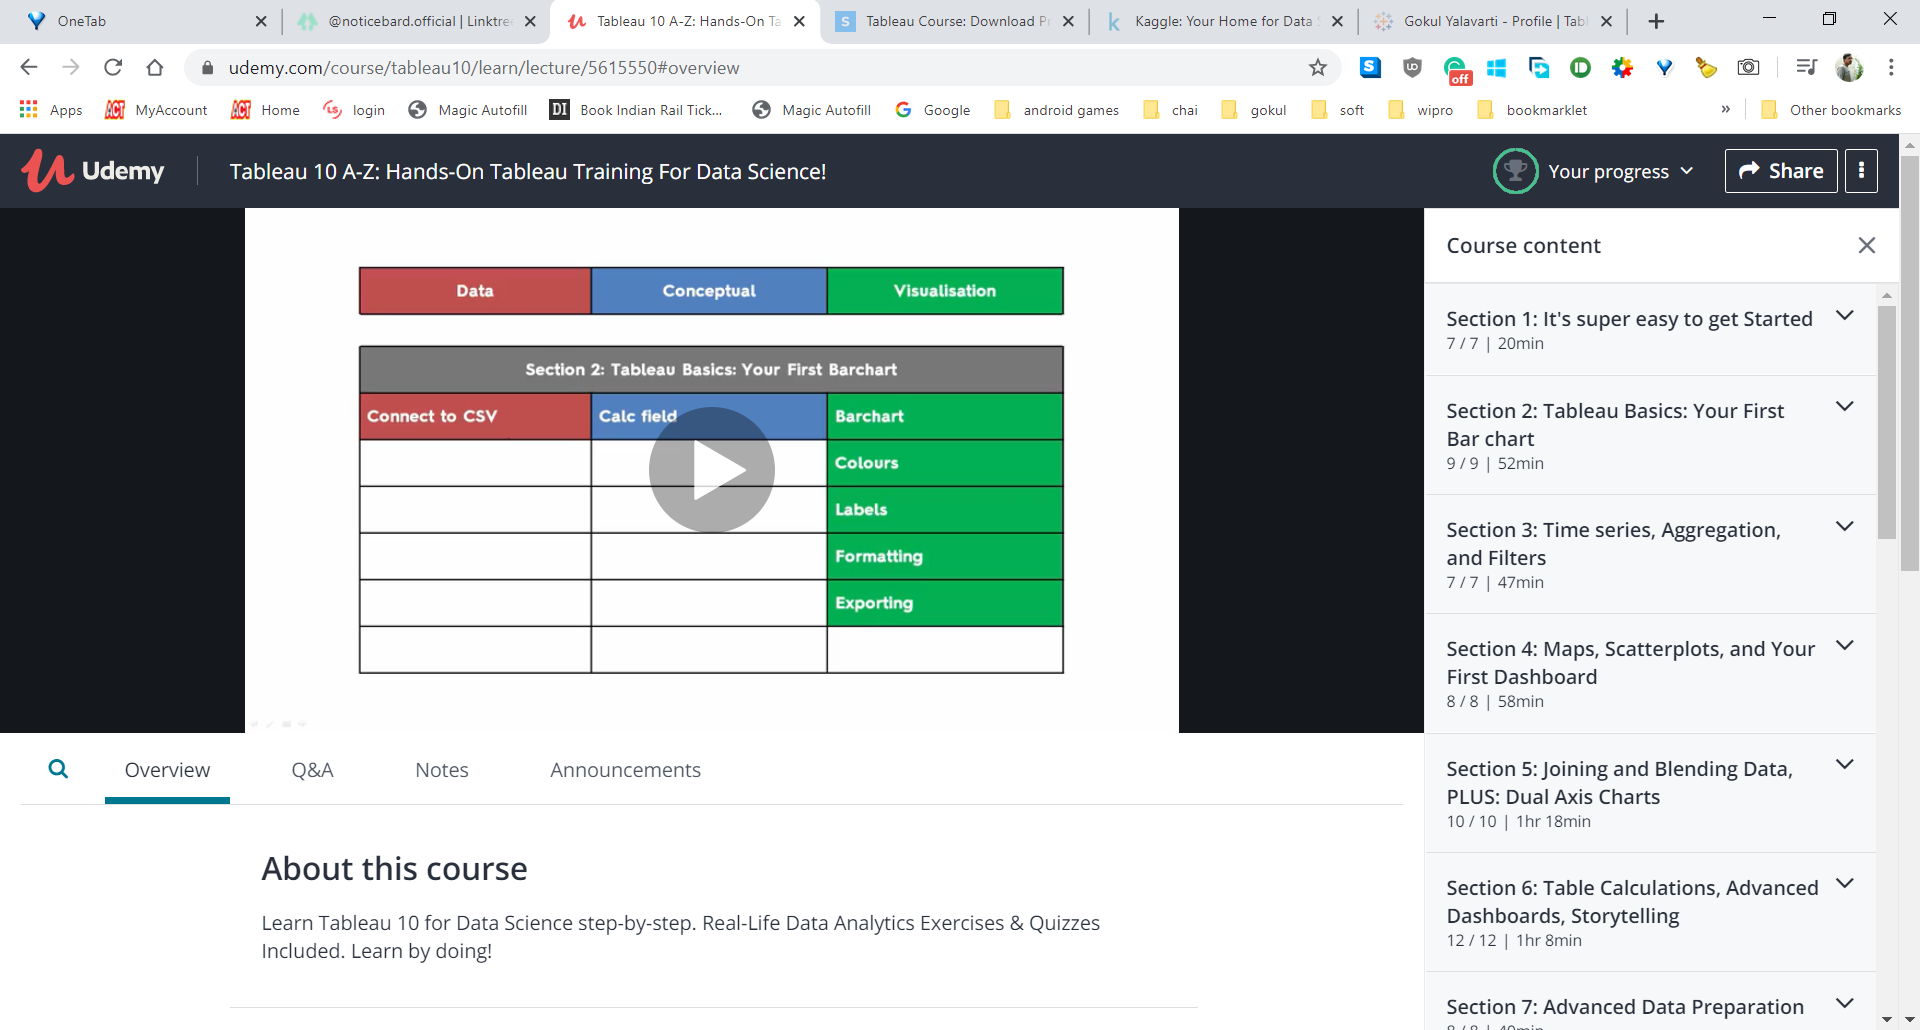 OneTab
@noticebard.official | Linktree
Tableau 10 A-Z: Hands-On Ta
Tableau Course: Download Pr
Kaggle: Your Home for Data S
Gokul Yalavarti - Profile | Tabl
udemy.com/course/tableau10/learn/lecture/5615550#overview
off
Apps
ACT MyAccount
ACT Home
LS login
Magic Autofill
DI Book Indian Rail Tick...
Magic Autofill
Google
android games
chai
gokul
soft
wipro
bookmarklet
»
Other bookmarks
Udemy
Tableau 10 A-Z: Hands-On Tableau Training For Data Science!
Your progress
Share
Data Conceptual Visualisation
Section 2: Tableau Basics: Your First Barchart
Connect to CSV Calc field Barchart
Colours
Labels
Formatting
Exporting
Course content
Section 1: It's super easy to get Started
7 / 7 | 20min
Section 2: Tableau Basics: Your First
Bar chart
9 / 9 | 52min
Section 3: Time series, Aggregation,
and Filters
7 / 7 | 47min
Section 4: Maps, Scatterplots, and Your
First Dashboard
8 / 8 | 58min
Section 5: Joining and Blending Data,
PLUS: Dual Axis Charts
10 / 10 | 1hr 18min
Section 6: Table Calculations, Advanced
Dashboards, Storytelling
12 / 12 | 1hr 8min
Section 7: Advanced Data Preparation
Overview
Q&A
Notes
Announcements
About this course
Learn Tableau 10 for Data Science step-by-step. Real-Life Data Analytics Exercises & Quizzes
Included. Learn by doing!